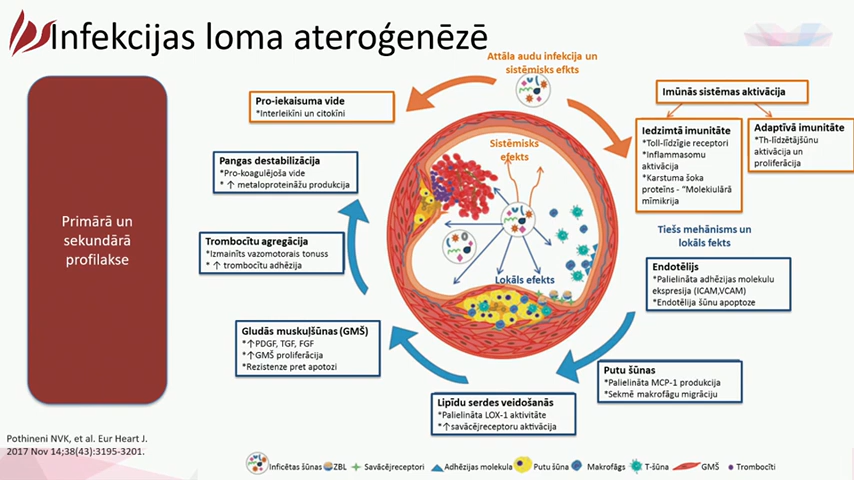 Infekcijas loma ateroģenēzē
Primārā un
sekundārā
profilakse
Attāla audu infekcija un
sistēmisks efkts
Pro-iekaisuma vide
*Interleikīni un citokīni
Imūnās sistēmas aktivācija
Iedzimtā imunitāte
*Toll-līdzīgie receptori
*Inflammasomu
aktivācija
*Karstuma šoka
proteīns - “Molekiulārā
mīmikrija
Adaptīvā imunitāte
*Th-līdzētājšūnu
aktivācija un
proliferācija
Pangas destabilizācija
*Pro-koagulējoša vide
* ↑ metaloproteināžu produkcija
Sistēmisks
efekts
Trombocītu agregācija
*Izmainīts vazomotorais tonuss
* ↑ trombocītu adhēzija
Tiešs mehānisms un
lokāls fekts
Endotēlijs
*Palielināta adhēzijas molekulu
ekspresija (ICAM,VCAM)
*Endotēlija šūnu apoptoze
Lokāls efekts
Gludās muskuļšūnas (GMŠ)
*↑PDGF, TGF, FGF
*↑GMŠ proliferācija
*Rezistenze pret apotozi
Putu šūnas
*Palielināta MCP-1 produkcija
*Sekmē makrofāgu migrāciju
Lipīdu serdes veidošanās
*Palielināta LOX-1 aktivitāte
*↑savācējreceptoru aktivācija
Pothineni NVK, et al. Eur Heart J.
2017 Nov 14;38(43):3195-3201.
Inficētas šūnas ZBL Savācējreceptori Adhēzijas molekula Putu šūna Makrofāgs T-šūna GMŠ Trombocīti